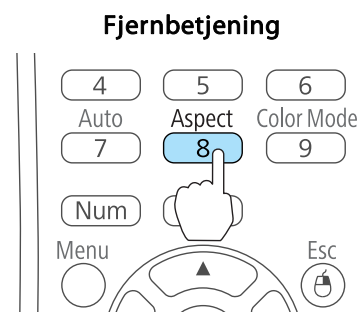 Fjernbetjening
4 5 6
Auto Aspect Color Mode
7 8 9
Num
Menu Esc